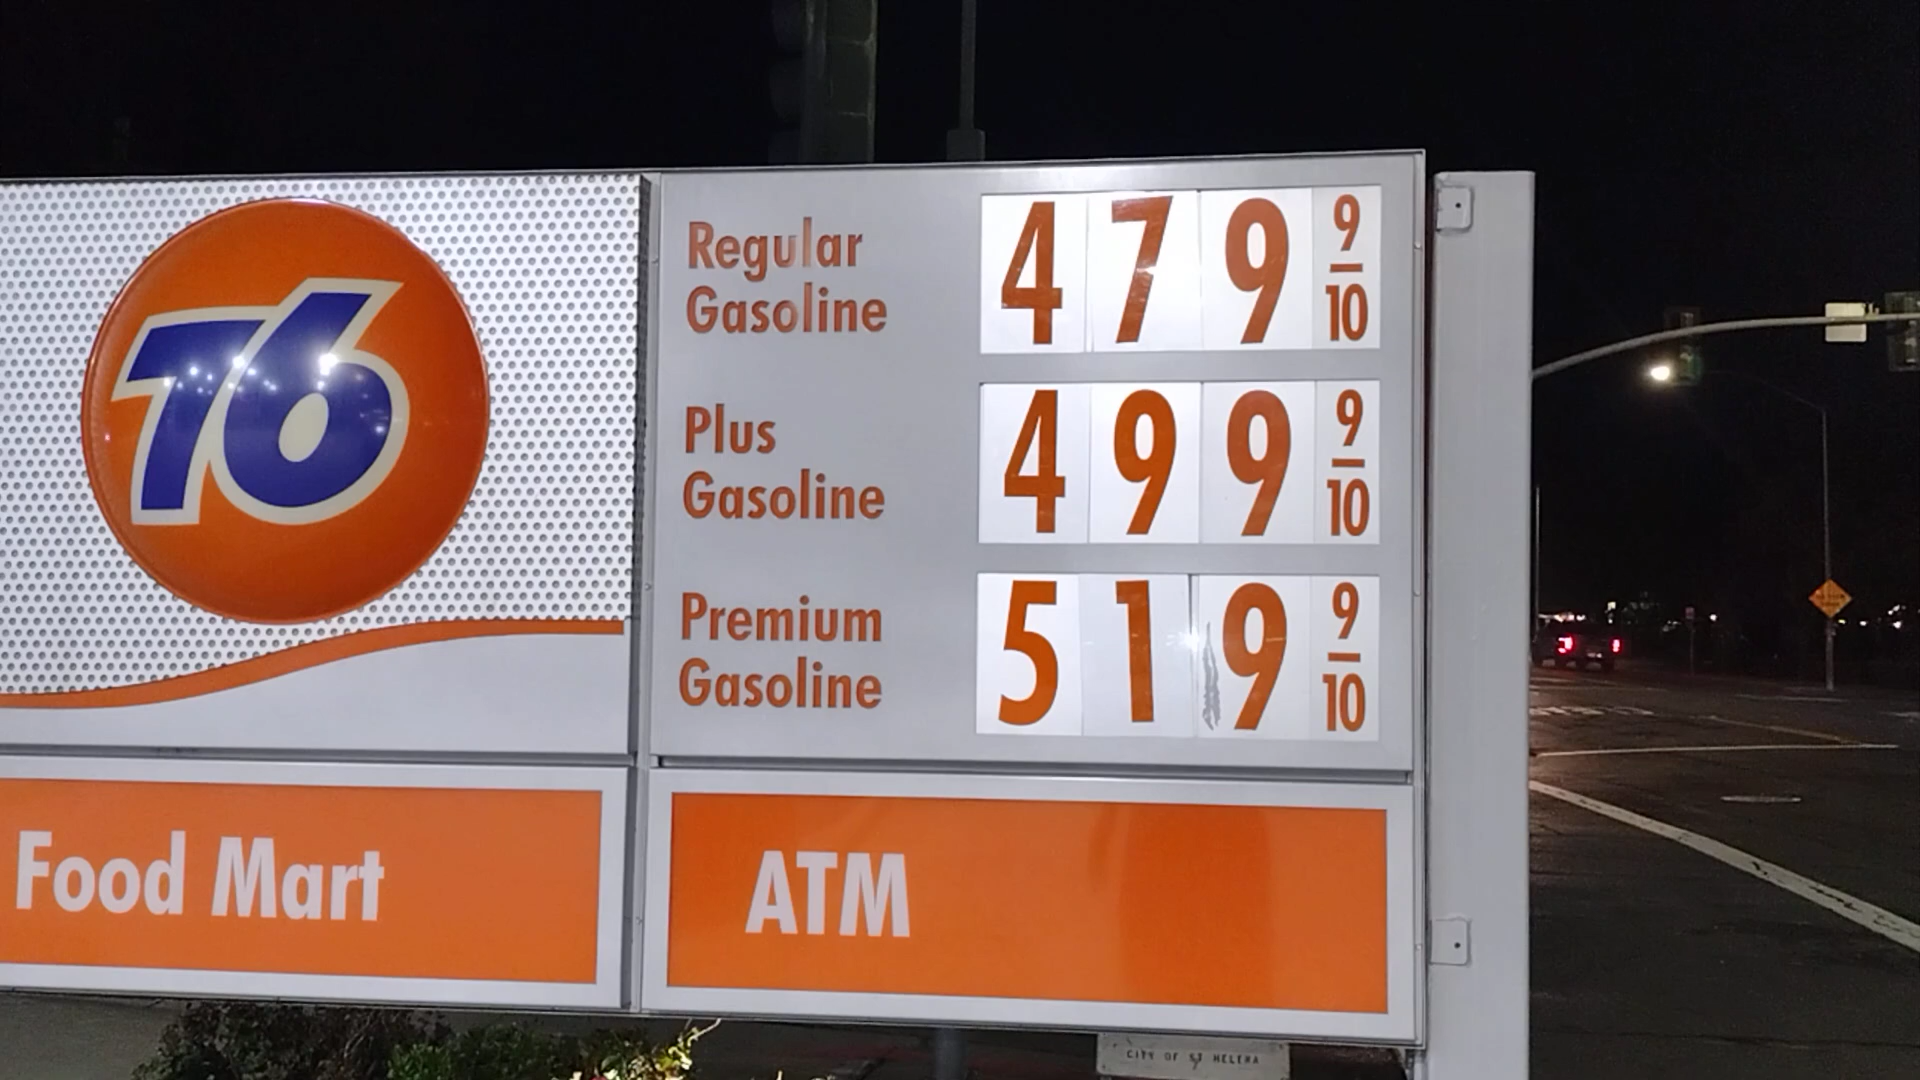 76
Regular
Gasoline
4 7 9 9/10
Plus
Gasoline
4 9 9 9/10
Premium
Gasoline
5 1 9 9/10
Food Mart
ATM
CITY OF ST HELENA